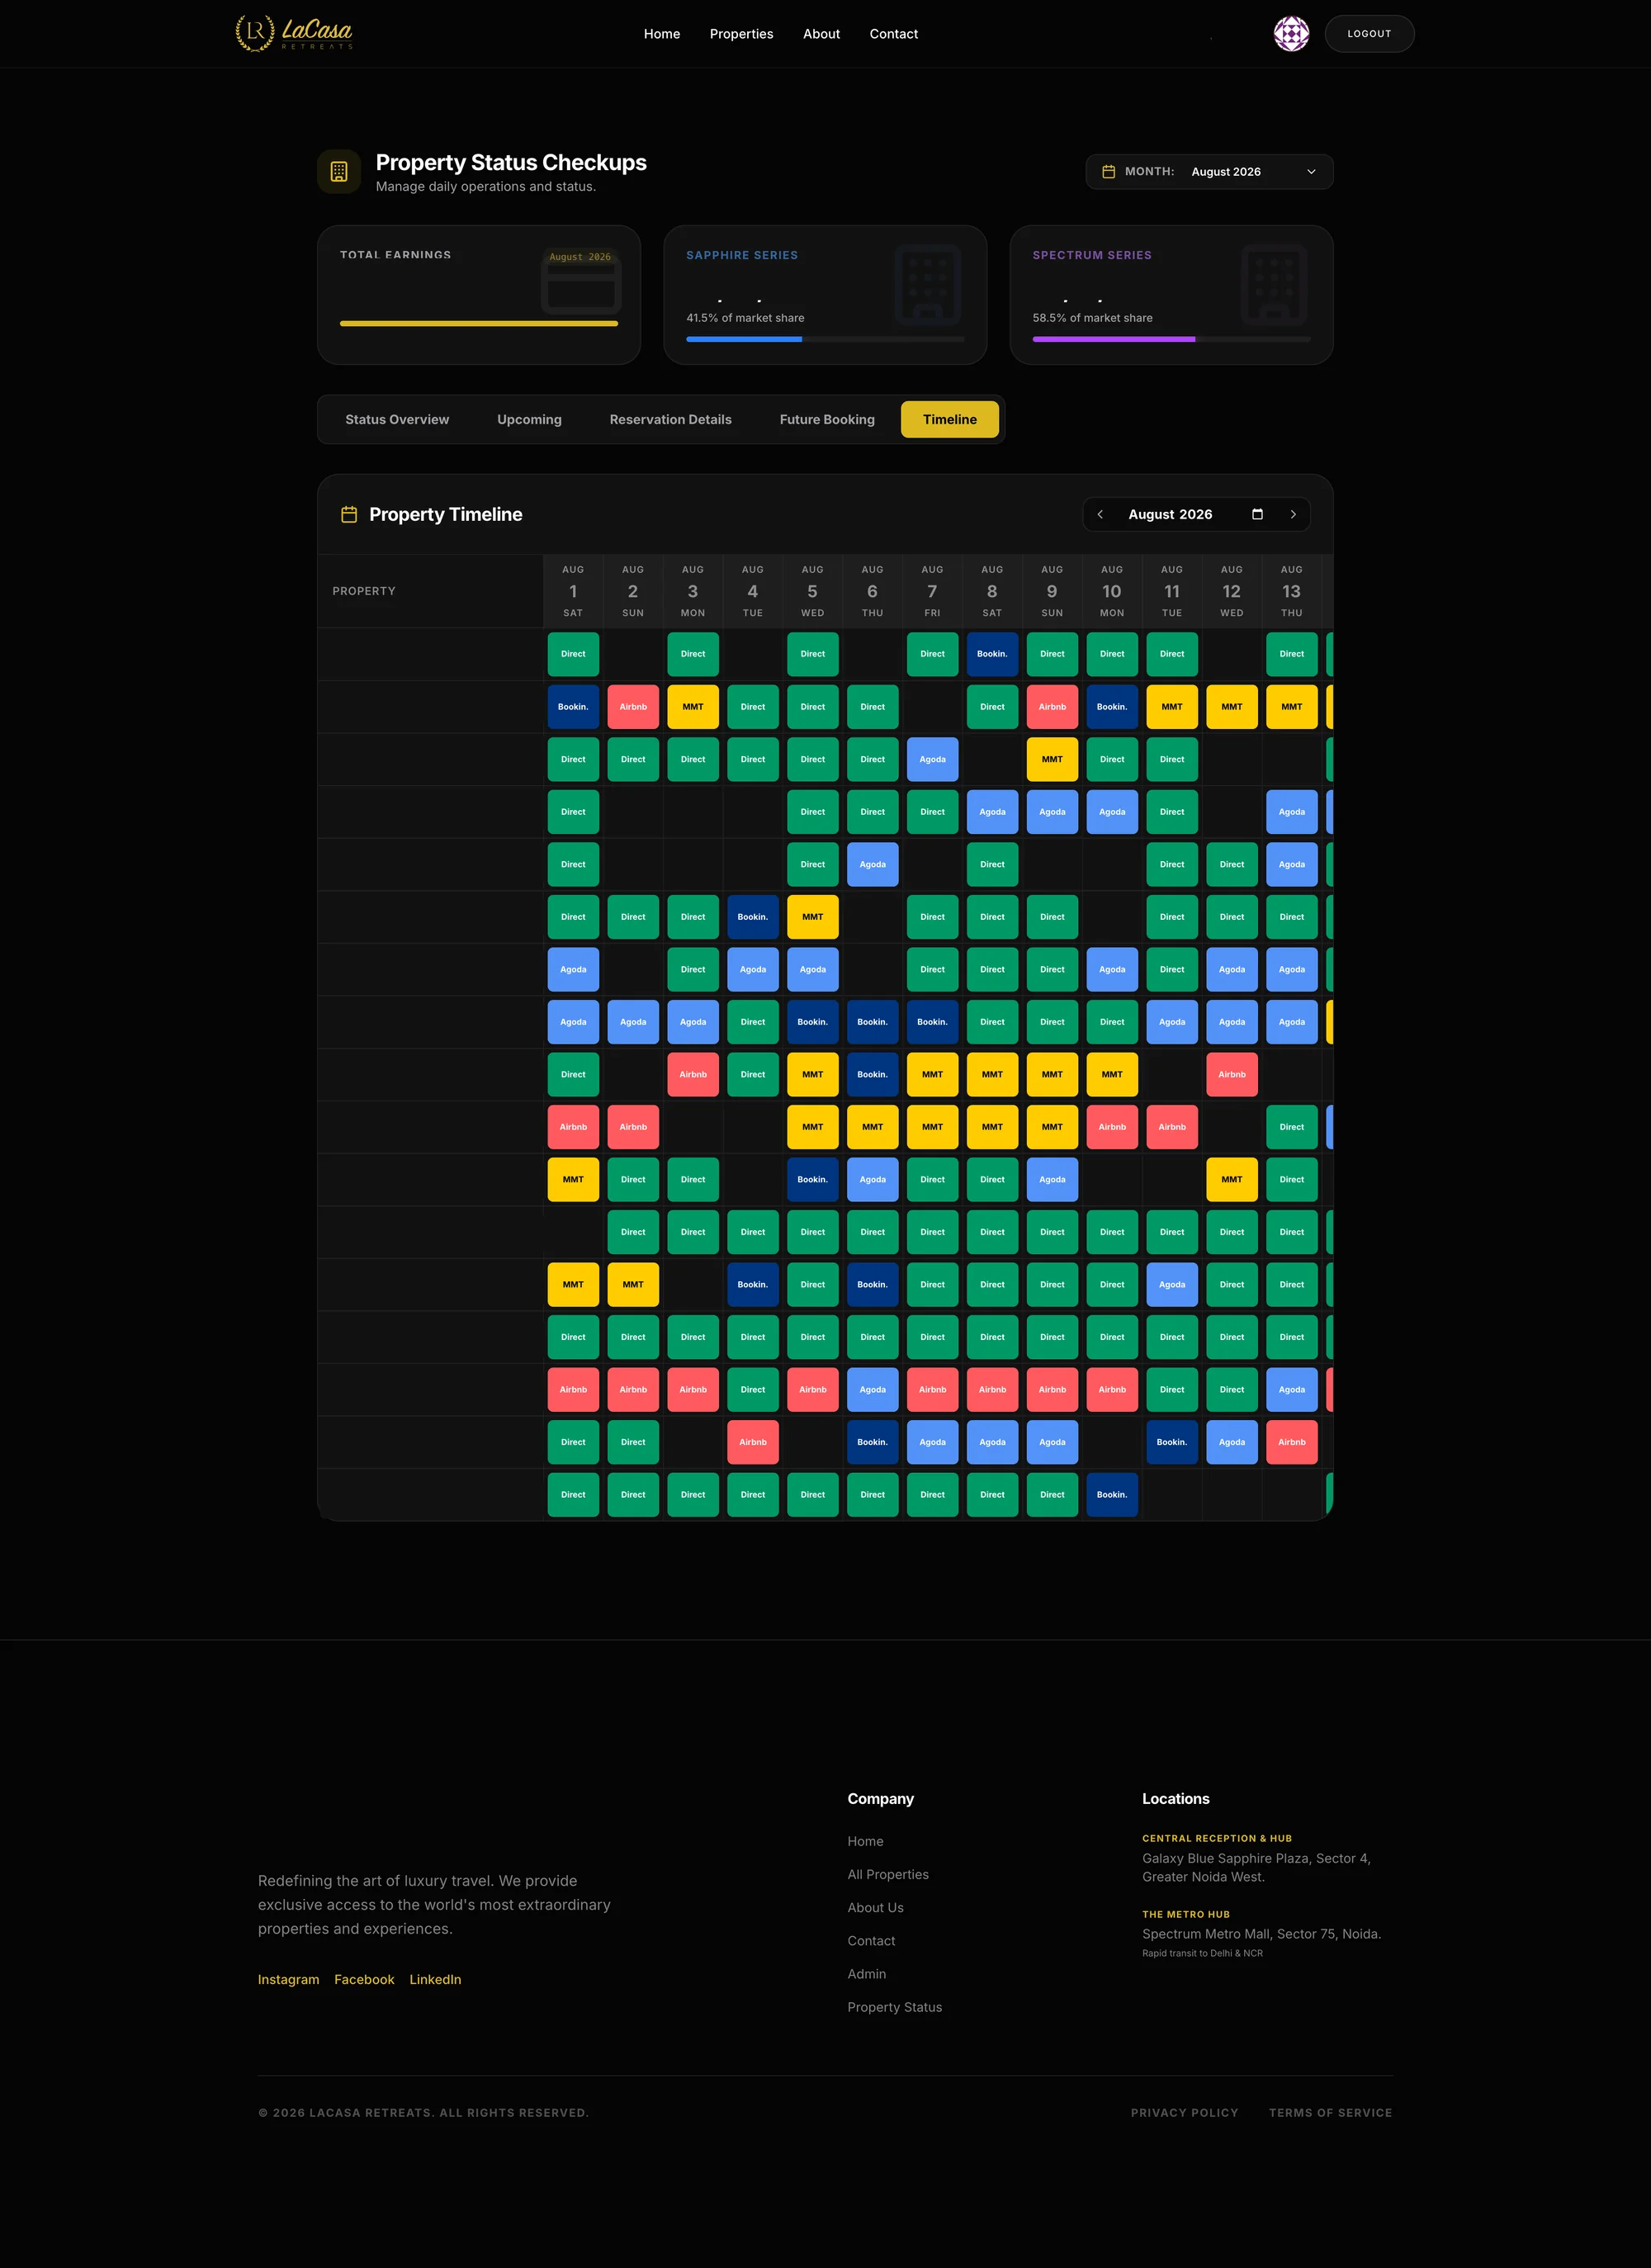 LR LaCasa
RETREATS
Home Properties About Contact
LOGOUT
Property Status Checkups
Manage daily operations and status.
MONTH: August 2026
TOTAL EARNINGS
August 2026
SAPPHIRE SERIES
41.5% of market share
SPECTRUM SERIES
58.5% of market share
Status Overview Upcoming Reservation Details Future Booking Timeline
Property Timeline
August 2026
PROPERTY
AUG AUG AUG AUG AUG AUG AUG AUG AUG AUG AUG AUG AUG
1 2 3 4 5 6 7 8 9 10 11 12 13
SAT SUN MON TUE WED THU FRI SAT SUN MON TUE WED THU
Direct Direct Direct Direct Bookin. Direct Direct Direct Direct
Bookin. Airbnb MMT Direct Direct Direct Direct Airbnb Bookin. MMT MMT MMT
Direct Direct Direct Direct Direct Direct Agoda MMT Direct Direct
Direct Direct Direct Direct Agoda Agoda Agoda Direct Agoda
Direct Direct Agoda Direct Direct Direct Agoda
Direct Direct Direct Bookin. MMT Direct Direct Direct Direct Direct Direct
Agoda Direct Agoda Agoda Direct Direct Direct Agoda Direct Agoda Agoda
Agoda Agoda Agoda Direct Bookin. Bookin. Bookin. Direct Direct Direct Agoda Agoda Agoda
Direct Airbnb Direct MMT Bookin. MMT MMT MMT MMT Airbnb
Airbnb Airbnb MMT MMT MMT MMT MMT Airbnb Airbnb Direct
MMT Direct Direct Bookin. Agoda Direct Direct Agoda MMT Direct
Direct Direct Direct Direct Direct Direct Direct Direct Direct Direct Direct Direct
MMT MMT Bookin. Direct Bookin. Direct Direct Direct Direct Agoda Direct Direct
Direct Direct Direct Direct Direct Direct Direct Direct Direct Direct Direct Direct Direct
Airbnb Airbnb Airbnb Direct Airbnb Agoda Airbnb Airbnb Airbnb Airbnb Direct Direct Agoda
Direct Direct Airbnb Bookin. Agoda Agoda Agoda Bookin. Agoda Airbnb
Direct Direct Direct Direct Direct Direct Direct Direct Direct Bookin.
Redefining the art of luxury travel. We provide
exclusive access to the world's most extraordinary
properties and experiences.
Instagram Facebook LinkedIn
Company
Home
All Properties
About Us
Contact
Admin
Property Status
Locations
CENTRAL RECEPTION & HUB
Galaxy Blue Sapphire Plaza, Sector 4,
Greater Noida West.
THE METRO HUB
Spectrum Metro Mall, Sector 75, Noida.
Rapid transit to Delhi & NCR
© 2026 LACASA RETREATS. ALL RIGHTS RESERVED.
PRIVACY POLICY TERMS OF SERVICE